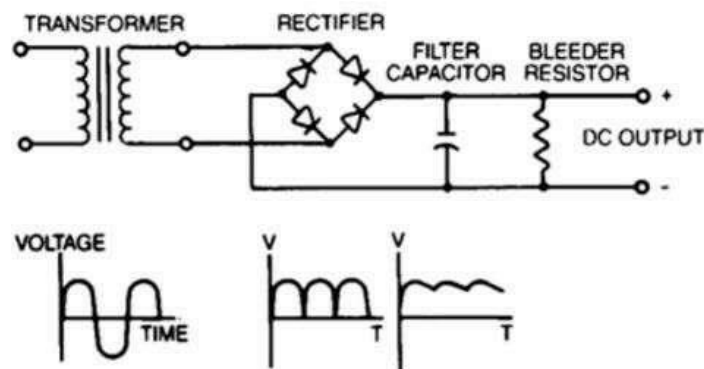 TRANSFORMER
RECTIFIER
FILTER
CAPACITOR
BLEEDER
RESISTOR
+
DC OUTPUT
-
VOLTAGE
TIME
V
T
V
T